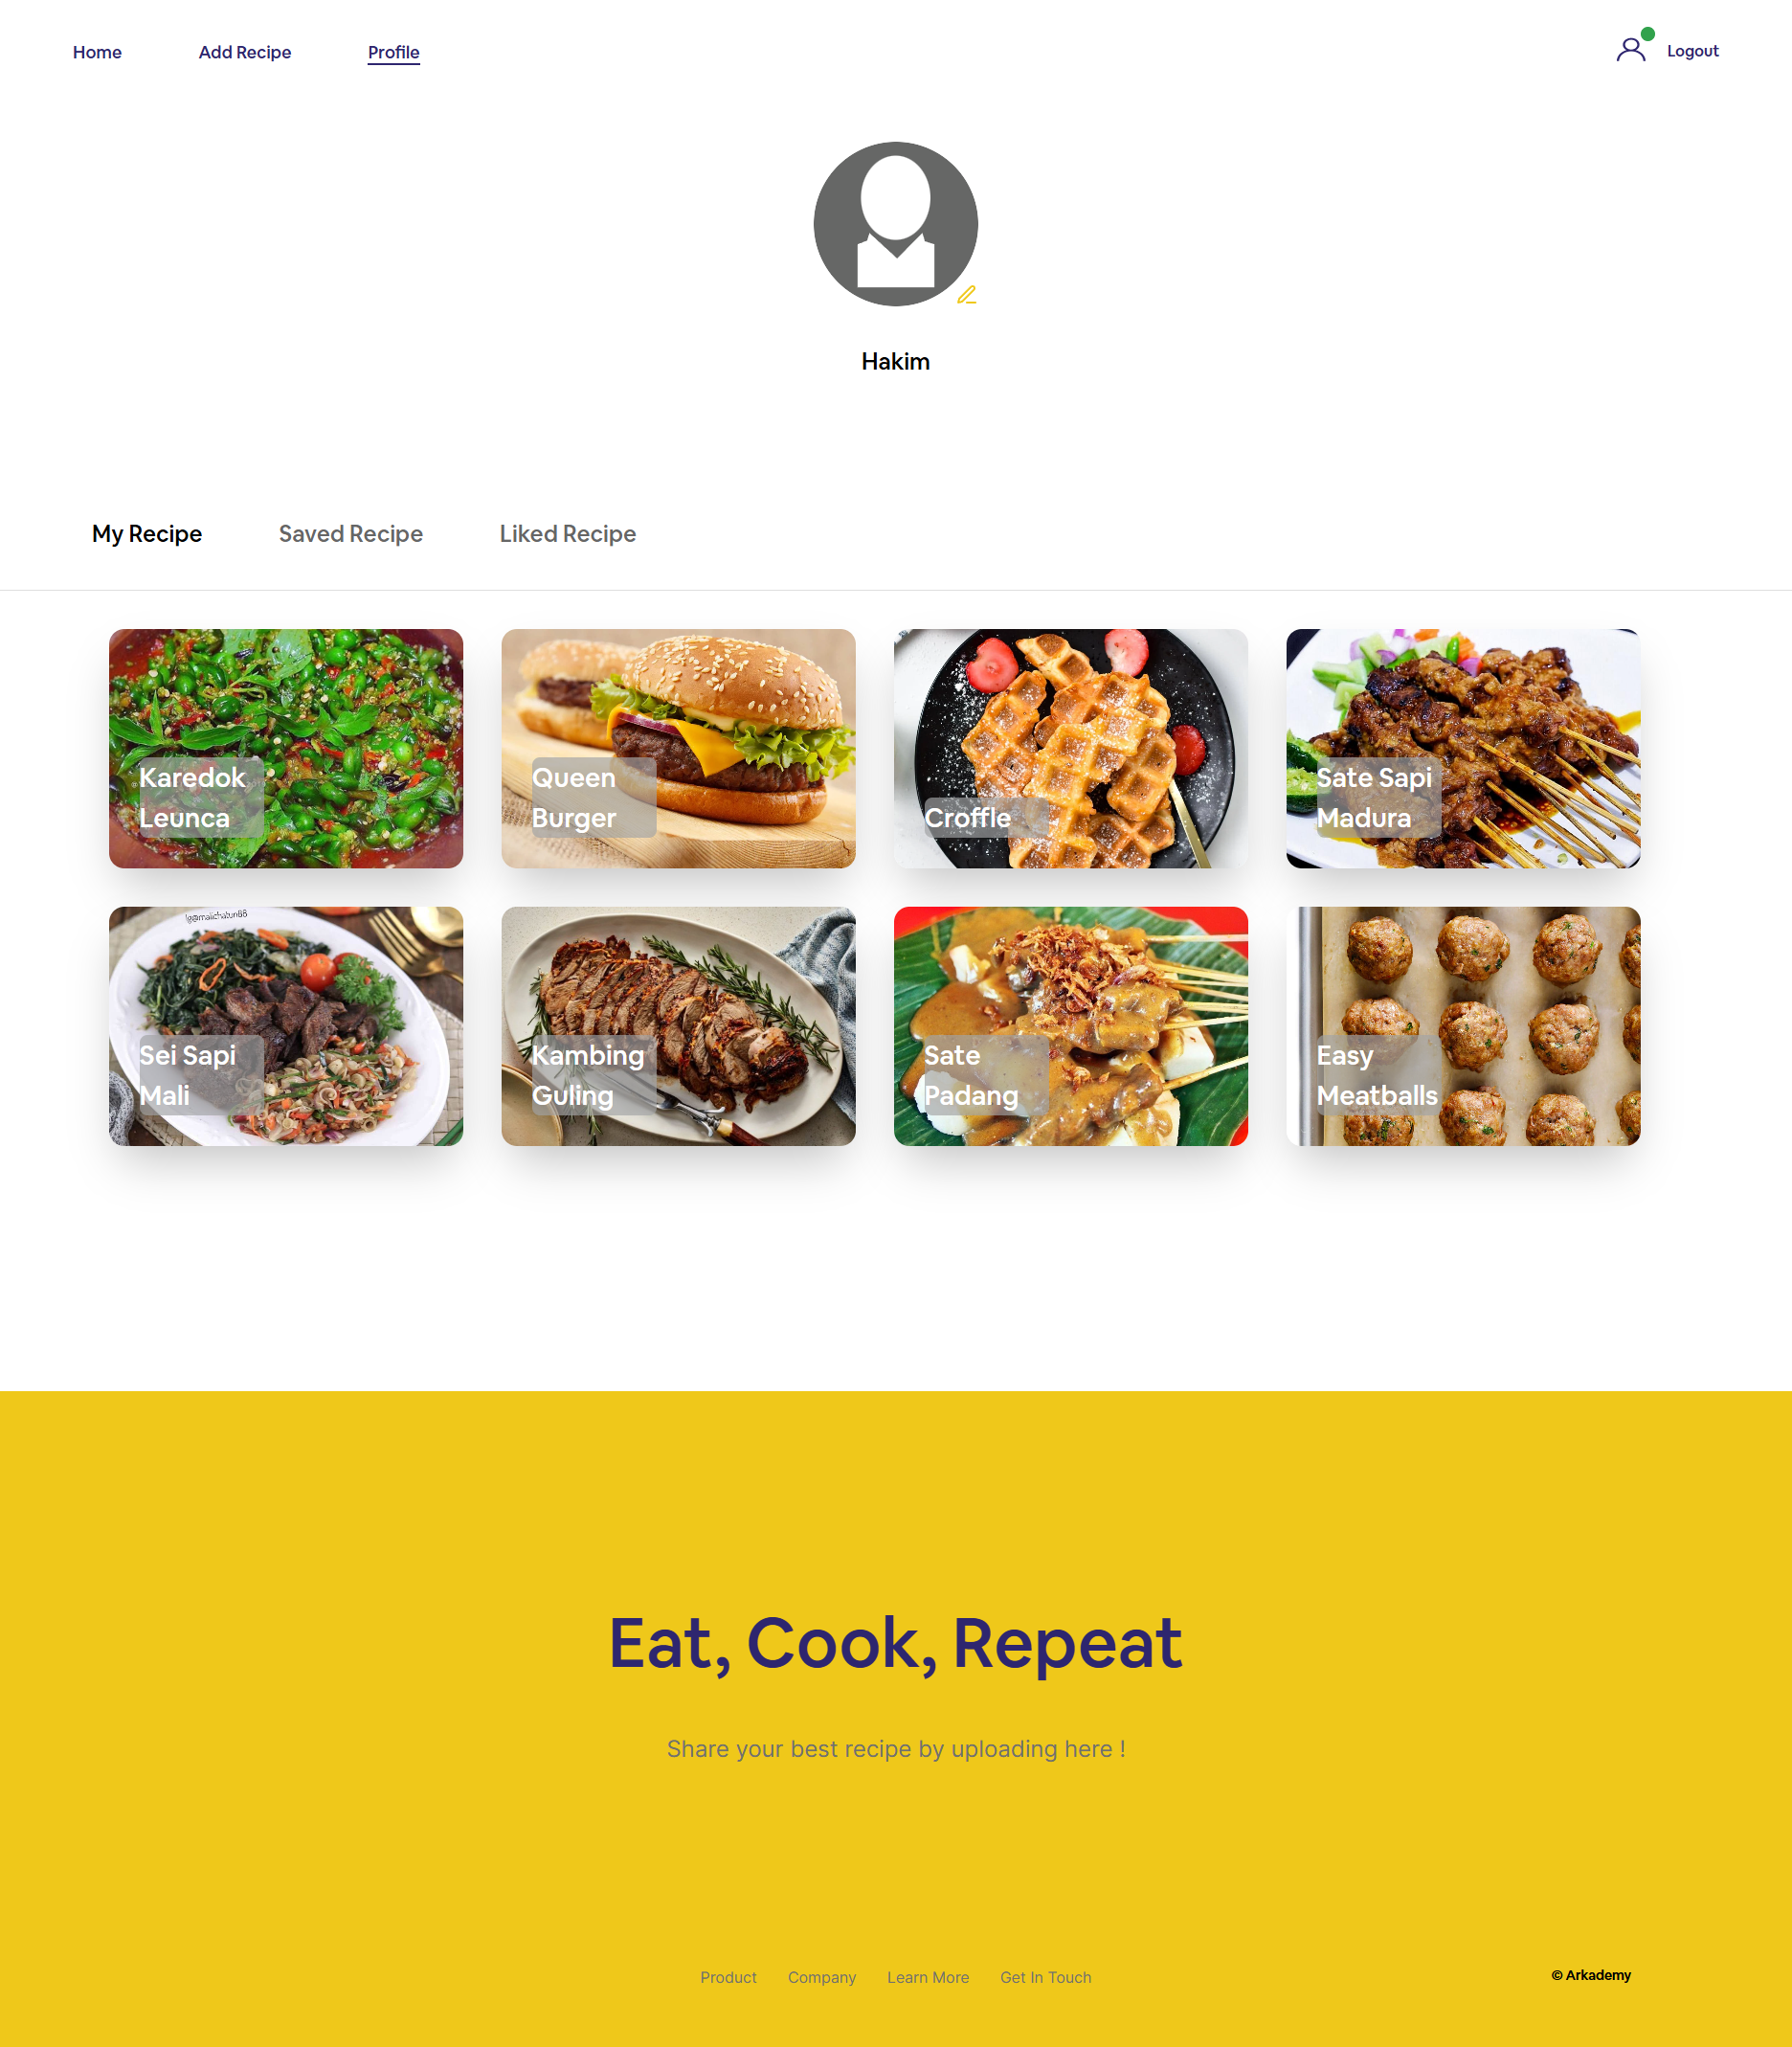 Home Add Recipe Profile Logout
Hakim
My Recipe Saved Recipe Liked Recipe
Karedok
Leunca
Queen
Burger
Croffle
Sate Sapi
Madura
Ig@malichatun88
Sei Sapi
Mali
Kambing
Guling
Sate
Padang
Easy
Meatballs
Eat, Cook, Repeat
Share your best recipe by uploading here !
Product Company Learn More Get In Touch
© Arkademy